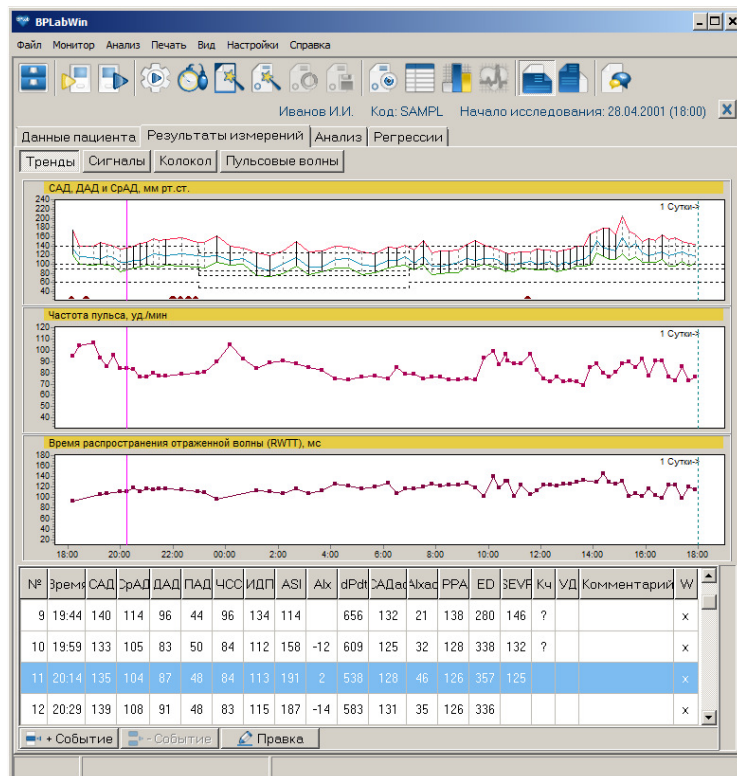 BPLabWin
Файл Монитор Анализ Печать Вид Настройки Справка
Иванов И.И. Код: SAMPL Начало исследования: 28.04.2001 (18:00)
Данные пациента Результаты измерений Анализ Регрессии
Тренды Сигналы Колокол Пульсовые волны
САД, ДАД и СрАД, мм рт.ст.
1 Сутки->
240
220
200
180
160
140
120
100
80
60
40
Частота пульса, уд./мин
1 Сутки->
120
110
100
90
80
70
60
50
40
Время распространения отраженной волны (RWTT), мс
1 Сутки->
180
160
140
120
100
80
60
40
20
18:00 20:00 22:00 00:00 2:00 4:00 6:00 8:00 10:00 12:00 14:00 16:00 18:00
№ Время САД СрАД ДАД ПАД ЧСС ИДП ASI AIx dPdt САДао AIxао PPA ED SEVR Кч УД Комментарий W
9 19:44 140 114 96 44 96 134 114 656 132 21 138 280 146 ? x
10 19:59 133 105 83 50 84 112 158 -12 609 125 32 128 338 132 ? x
11 20:14 135 104 87 48 84 113 191 2 538 128 46 126 357 125 x
12 20:29 139 108 91 48 83 115 187 -14 583 131 35 126 336 x
+ Событие - Событие Правка